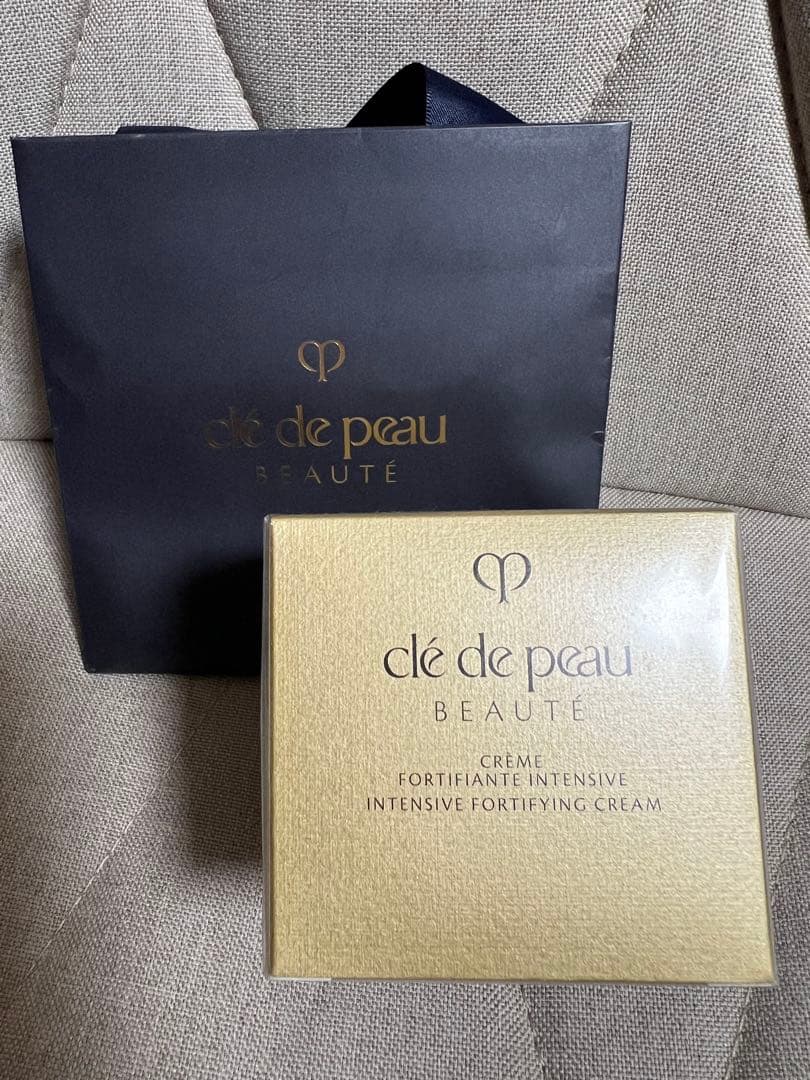 clé de peau
BEAUTÉ
clé de peau
BEAUTÉ
CRÈME
FORTIFIANTE INTENSIVE
INTENSIVE FORTIFYING CREAM